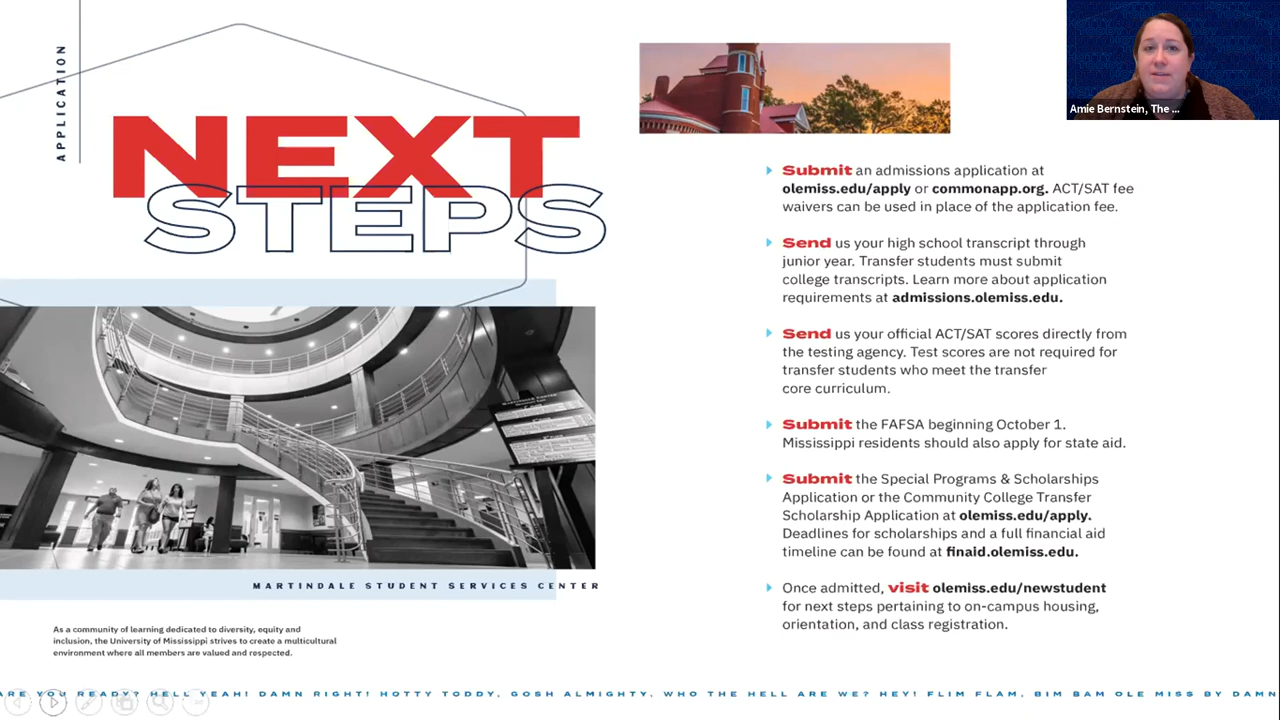 APPLICATION
NEXT
STEPS
Amie Bernstein, The ...
Submit an admissions application at
olemiss.edu/apply or commonapp.org. ACT/SAT fee
waivers can be used in place of the application fee.
Send us your high school transcript through
junior year. Transfer students must submit
college transcripts. Learn more about application
requirements at admissions.olemiss.edu.
Send us your official ACT/SAT scores directly from
the testing agency. Test scores are not required for
transfer students who meet the transfer
core curriculum.
Submit the FAFSA beginning October 1.
Mississippi residents should also apply for state aid.
Submit the Special Programs & Scholarships
Application or the Community College Transfer
Scholarship Application at olemiss.edu/apply.
Deadlines for scholarships and a full financial aid
timeline can be found at finaid.olemiss.edu.
Once admitted, visit olemiss.edu/newstudent
for next steps pertaining to on-campus housing,
orientation, and class registration.
MARTINDALE STUDENT SERVICES CENTER
As a community of learning dedicated to diversity, equity and
inclusion, the University of Mississippi strives to create a multicultural
environment where all members are valued and respected.
ARE YOU READY? HELL YEAH! DAMN RIGHT! HOTTY TODDY, GOSH ALMIGHTY, WHO THE HELL ARE WE? HEY! FLIM FLAM, BIM BAM OLE MISS BY DAMN